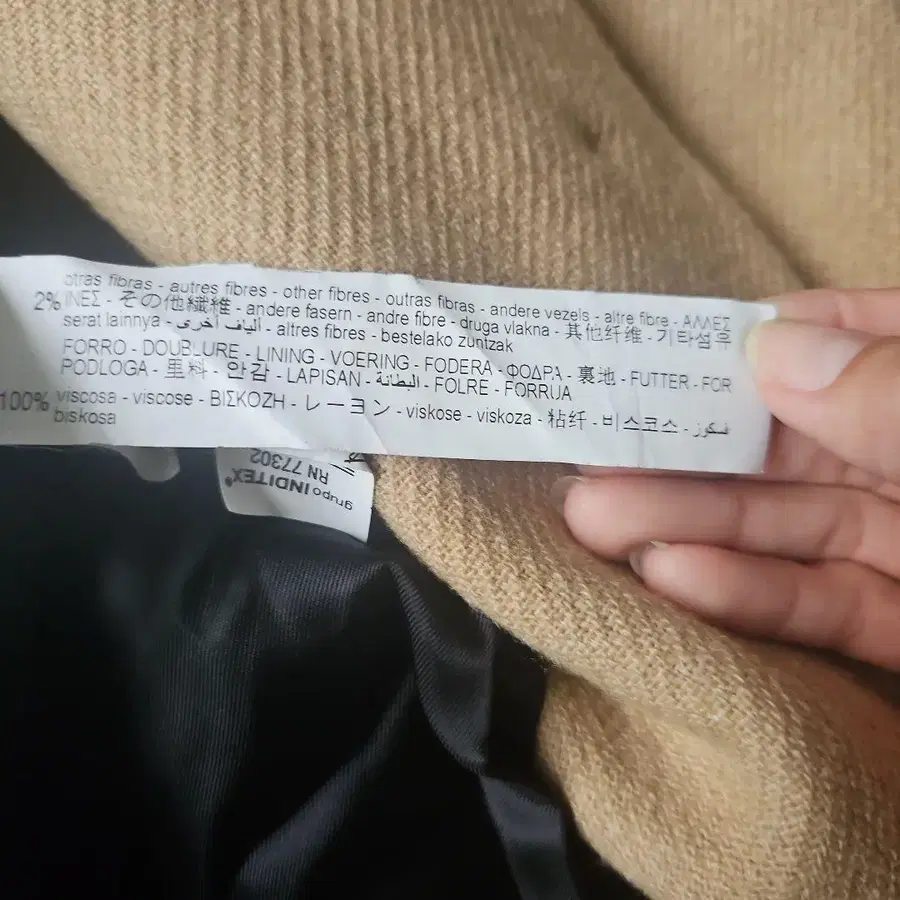 otras fibras - autres fibres - other fibres - outras fibras - andere vezels - altre fibre - ΑΛΛΕΣ
2% ΙΝΕΣ - その他繊維 - andere fasern - andre fibre - druga vlakna - 其他纤维 - 기타섬유
serat lainnya - ألياف أخرى - altres fibres - bestelako zuntzak
FORRO - DOUBLURE - LINING - VOERING - FODERA - ΦΟΔΡΑ - 裏地 - FUTTER - FOR
PODLOGA - 里料 - 안감 - LAPISAN - البطانة - FOLRE - FORRUA
100% viscosa - viscose - ΒΙΣΚΟΖΗ - レーヨン - viskose - viskoza - 粘纤 - 비스코스 - فسكوز
biskosa
grupo INDITEX®
RN 77302